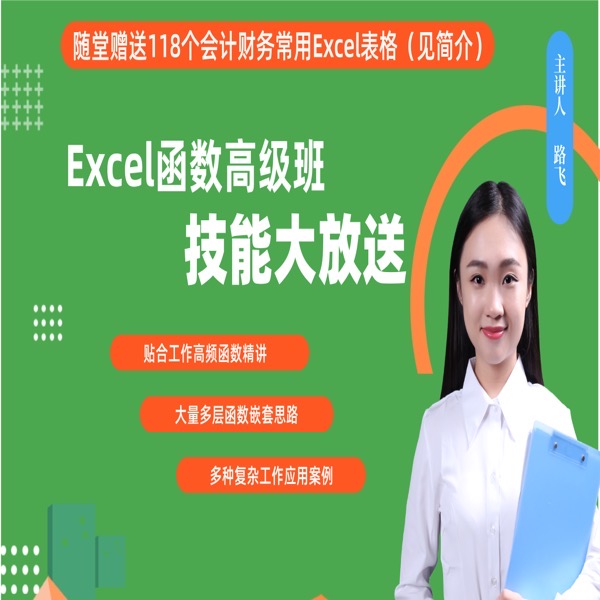 随堂赠送118个会计财务常用Excel表格（见简介）
主讲人 路飞
Excel函数高级班
技能大放送
贴合工作高频函数精讲
大量多层函数嵌套思路
多种复杂工作应用案例